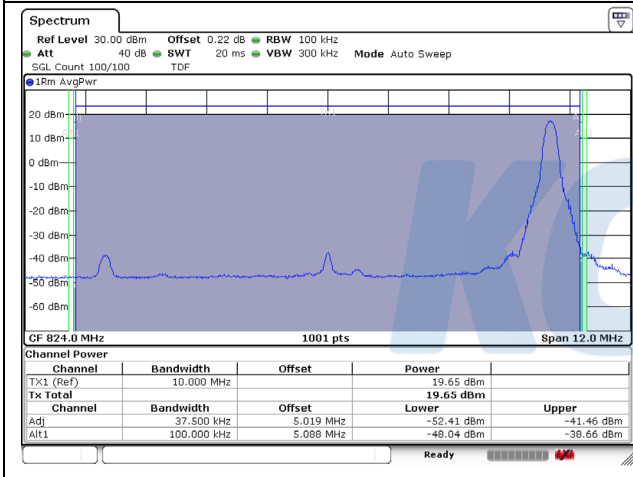 Spectrum
Ref Level 30.00 dBm Offset 0.22 dB RBW 100 kHz
Att 40 dB SWT 20 ms VBW 300 kHz Mode Auto Sweep
SGL Count 100/100 TDF
1Rm AvgPwr
20 dBm
10 dBm
0 dBm
-10 dBm
-20 dBm
-30 dBm
-40 dBm
-50 dBm
-60 dBm
CF 824.0 MHz 1001 pts Span 12.0 MHz
Channel Power
Channel Bandwidth Offset Power
TX1 (Ref) 10.000 MHz 19.65 dBm
Tx Total 19.65 dBm
Channel Bandwidth Offset Lower Upper
Adj 37.500 kHz 5.019 MHz -52.41 dBm -41.46 dBm
Alt1 100.000 kHz 5.088 MHz -48.04 dBm -38.66 dBm
Ready